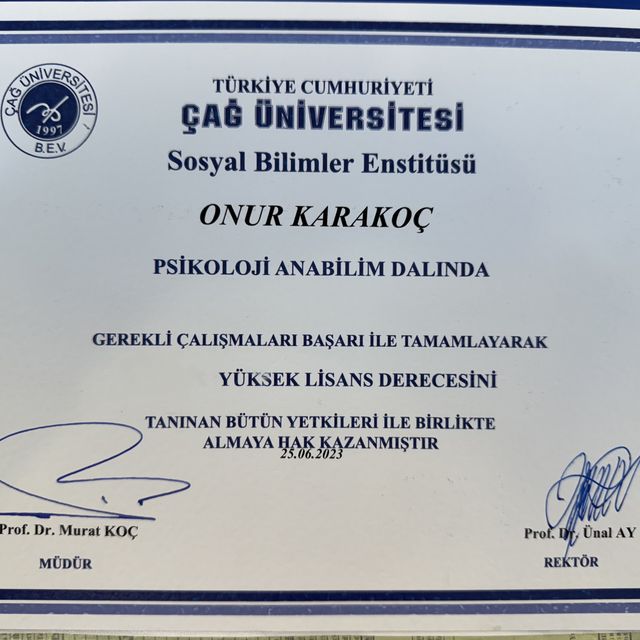 ÇAĞ ÜNİVERSİTESİ
1997
B.E.V.
TÜRKİYE CUMHURİYETİ
ÇAĞ ÜNİVERSİTESİ
Sosyal Bilimler Enstitüsü
ONUR KARAKOÇ
PSİKOLOJİ ANABİLİM DALINDA
GEREKLİ ÇALIŞMALARI BAŞARI İLE TAMAMLAYARAK
YÜKSEK LİSANS DERECESİNİ
TANINAN BÜTÜN YETKİLERİ İLE BİRLİKTE
ALMAYA HAK KAZANMIŞTIR
25.06.2023
Prof. Dr. Murat KOÇ
MÜDÜR
Prof. Dr. Ünal AY
REKTÖR